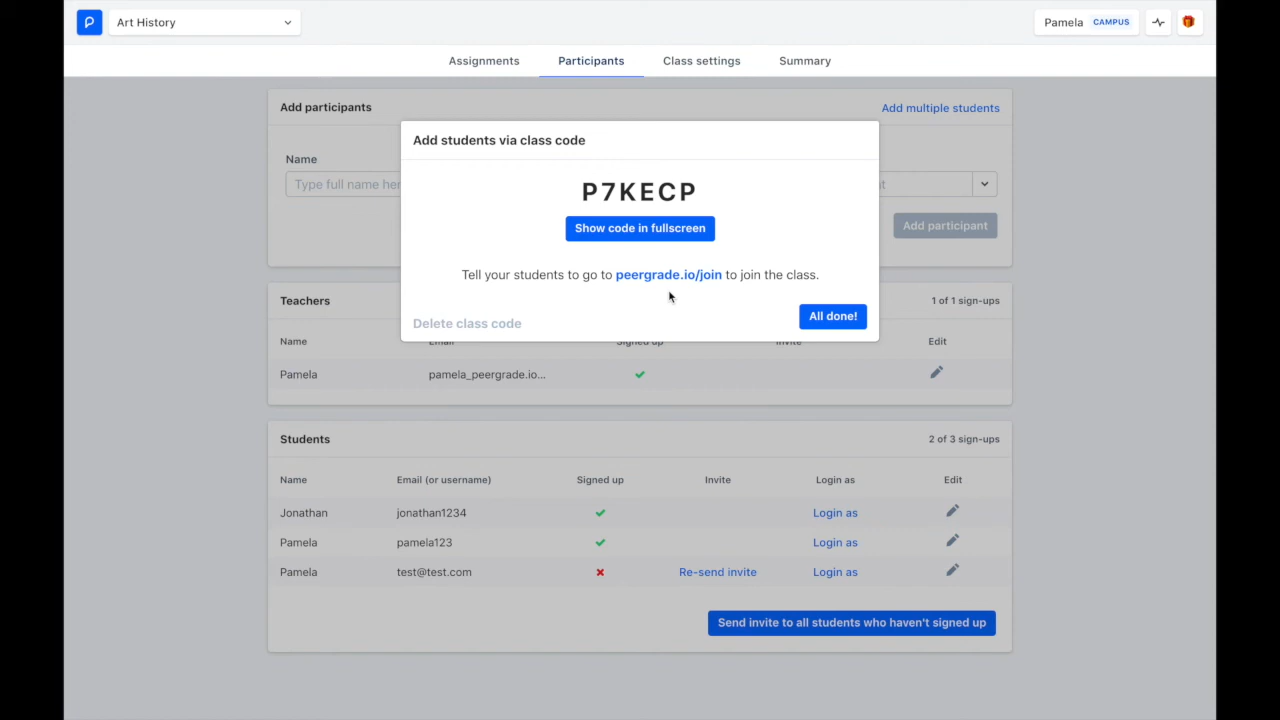 Art History
Pamela CAMPUS
Assignments Participants Class settings Summary
Add participants
Add multiple students
Name
Type full name her
Add participant
Add students via class code
P7KECP
Show code in fullscreen
Tell your students to go to peergrade.io/join to join the class.
Delete class code
All done!
Teachers
1 of 1 sign-ups
Name Email Signed up Invite Edit
Pamela pamela_peergrade.io...
Students
2 of 3 sign-ups
Name Email (or username) Signed up Invite Login as Edit
Jonathan jonathan1234 Login as
Pamela pamela123 Login as
Pamela test@test.com Re-send invite Login as
Send invite to all students who haven't signed up